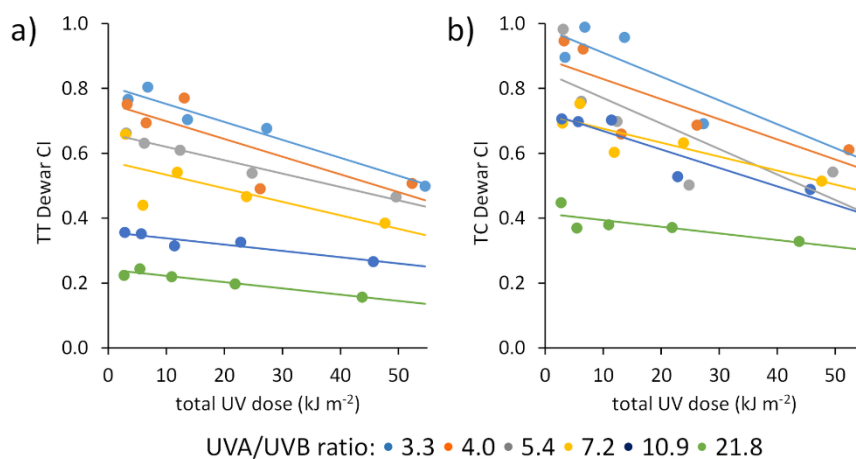 a)
TT Dewar CI
1.0
0.8
0.6
0.4
0.2
0.0
0 10 20 30 40 50
total UV dose (kJ m⁻²)
b)
TC Dewar CI
1.0
0.8
0.6
0.4
0.2
0.0
0 10 20 30 40 50
total UV dose (kJ m⁻²)
UVA/UVB ratio: 3.3 4.0 5.4 7.2 10.9 21.8